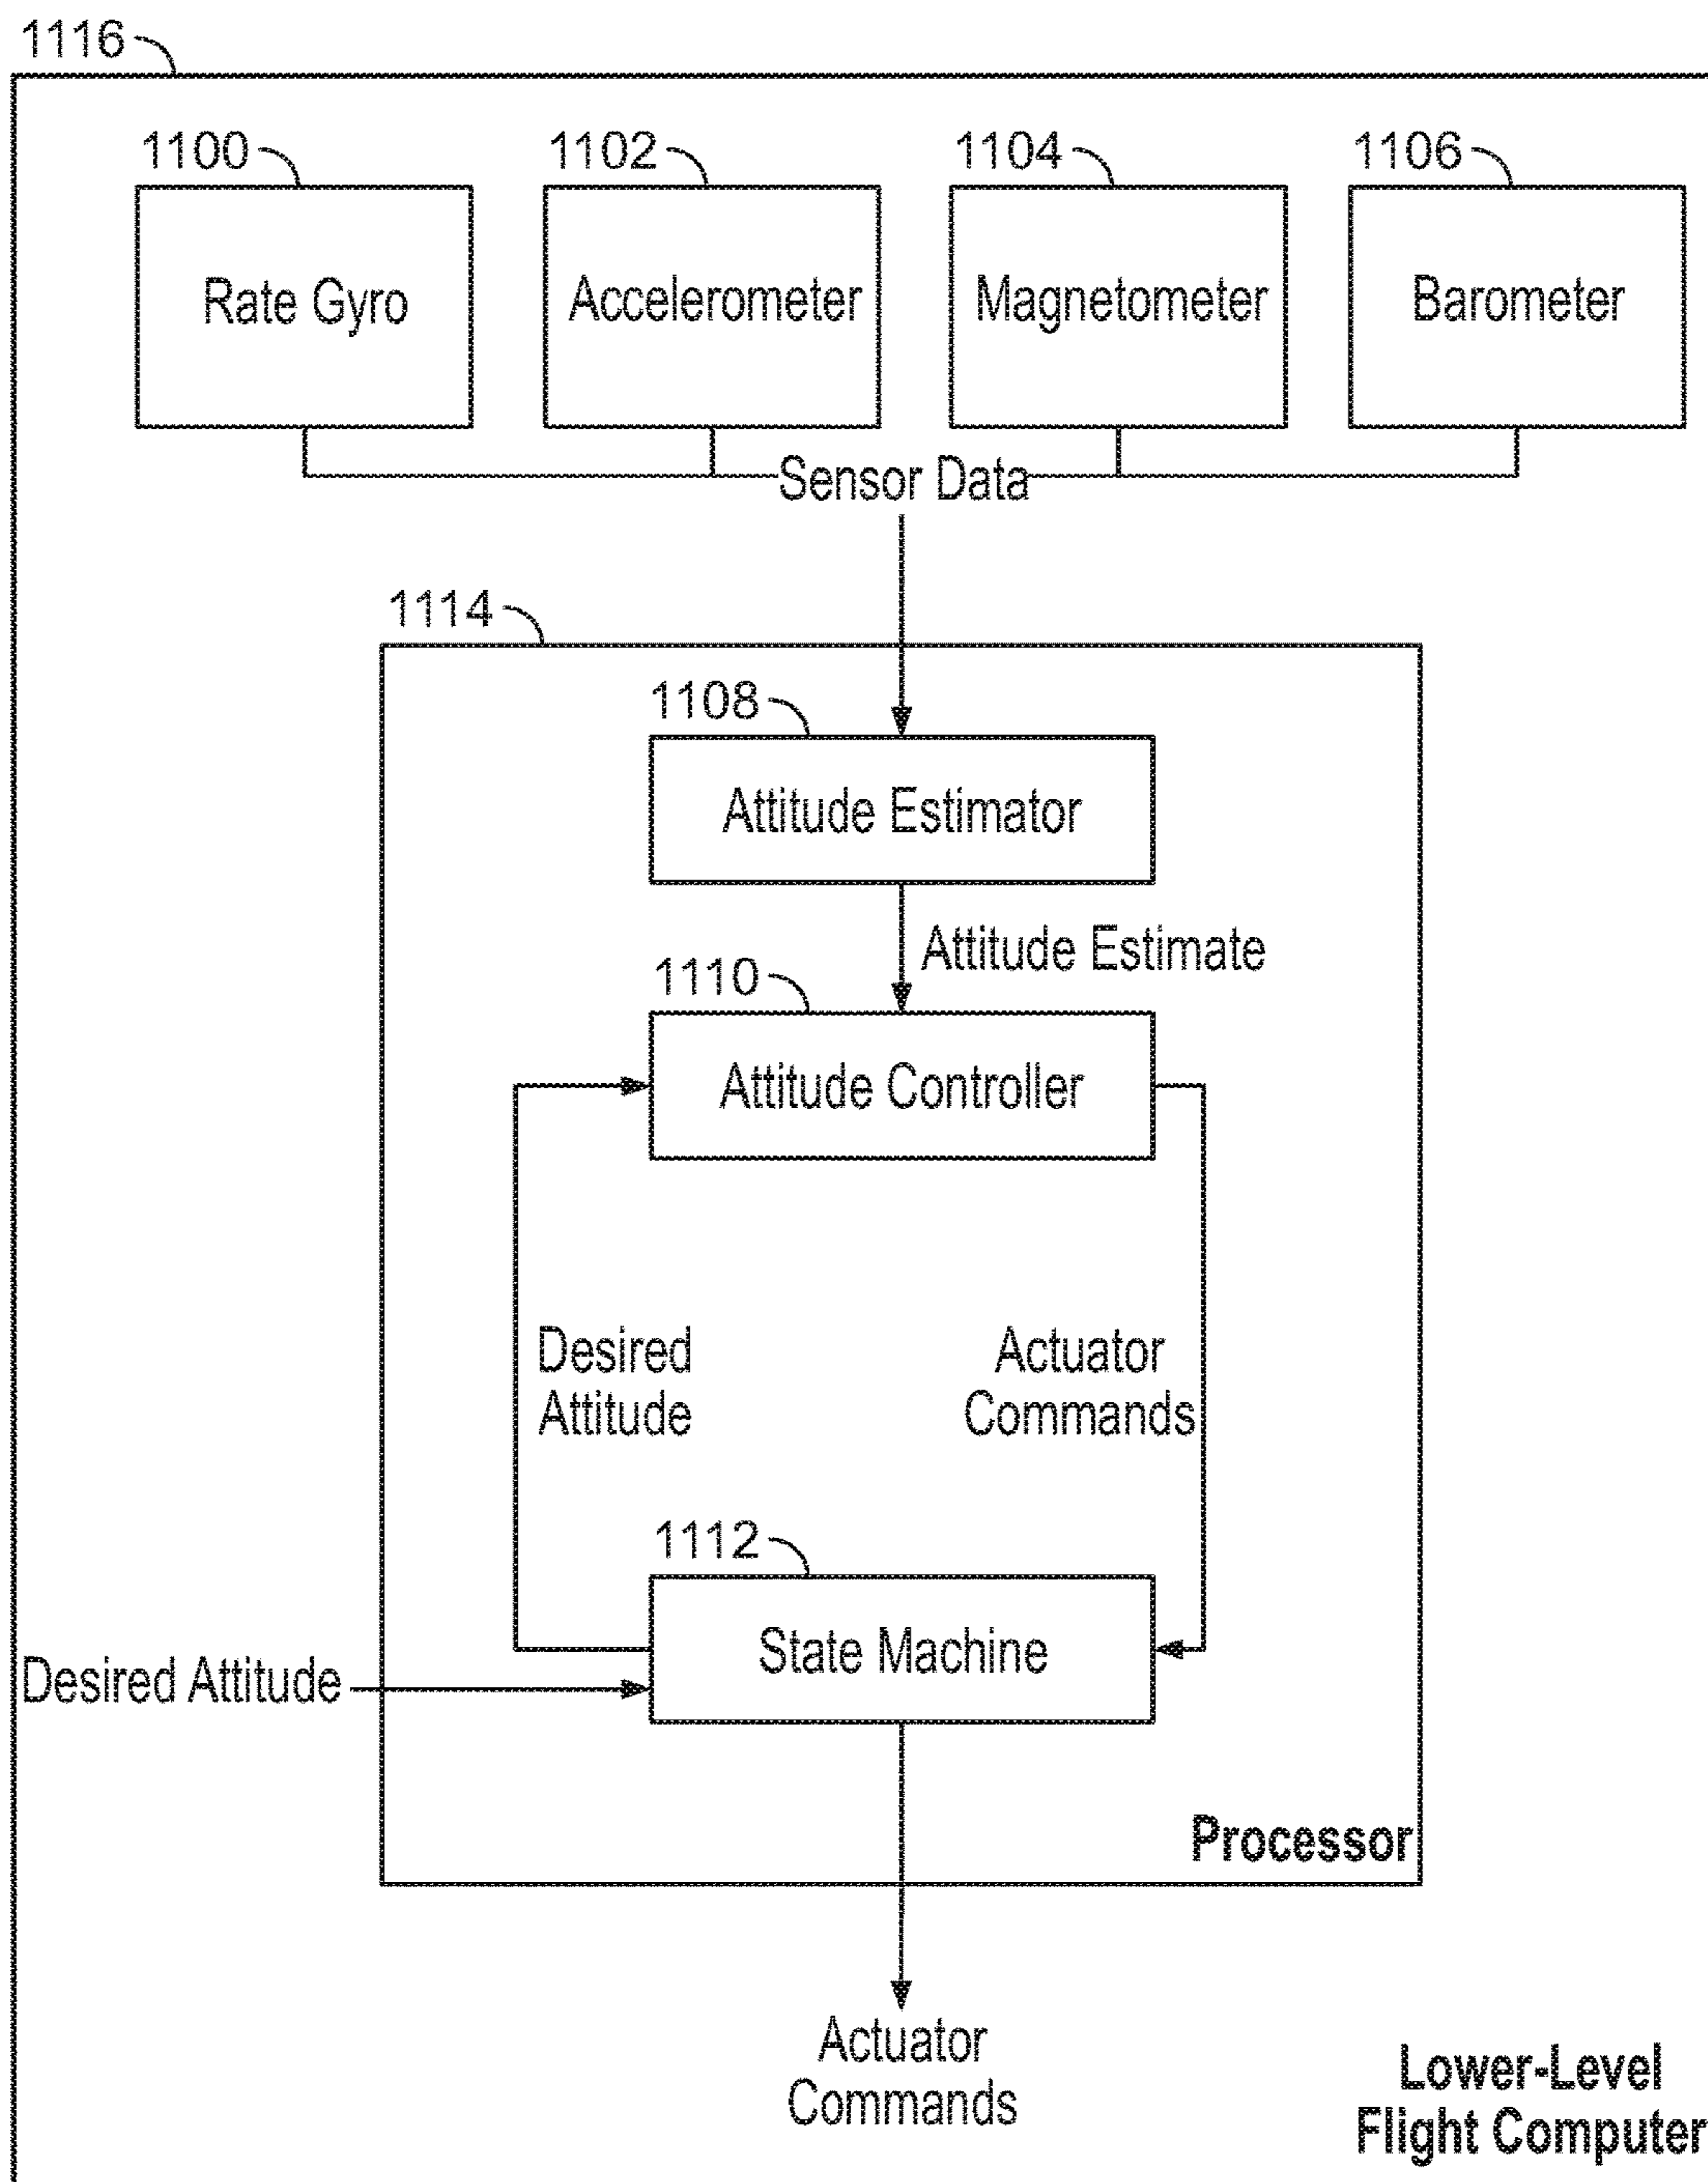 1116
1100
1102
1104
1106
Rate Gyro
Accelerometer
Magnetometer
Barometer
Sensor Data
1114
1108
Attitude Estimator
Attitude Estimate
1110
Attitude Controller
Desired
Attitude
Actuator
Commands
1112
State Machine
Desired Attitude
Processor
Actuator
Commands
Lower-Level
Flight Computer